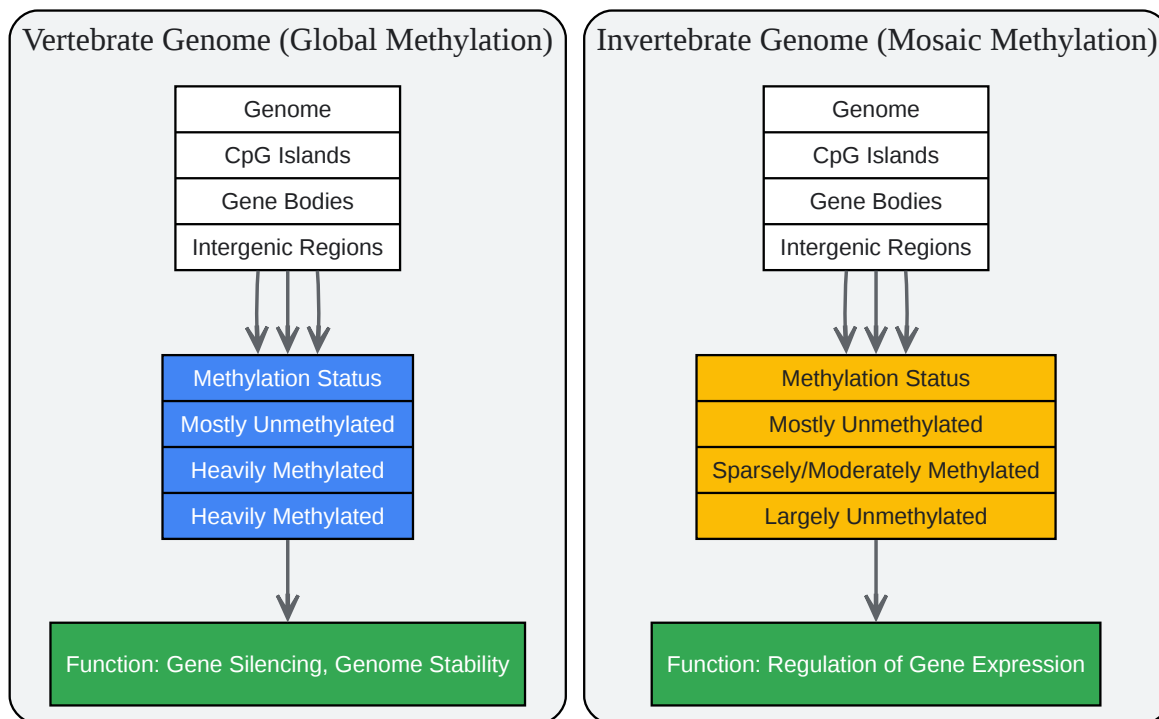 Vertebrate Genome (Global Methylation)
Genome
CpG Islands
Gene Bodies
Intergenic Regions
Methylation Status
Mostly Unmethylated
Heavily Methylated
Heavily Methylated
Function: Gene Silencing, Genome Stability
Invertebrate Genome (Mosaic Methylation)
Genome
CpG Islands
Gene Bodies
Intergenic Regions
Methylation Status
Mostly Unmethylated
Sparsely/Moderately Methylated
Largely Unmethylated
Function: Regulation of Gene Expression